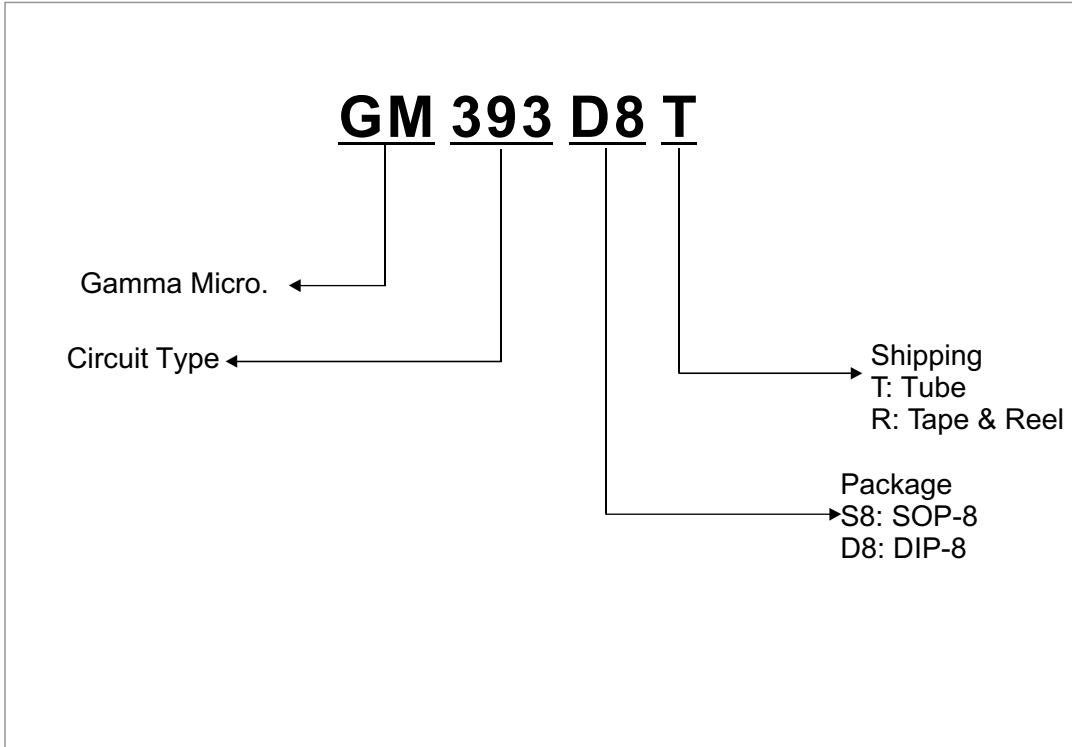 GM 393 D8 T
Gamma Micro.
Circuit Type
Shipping
T: Tube
R: Tape & Reel
Package
S8: SOP-8
D8: DIP-8